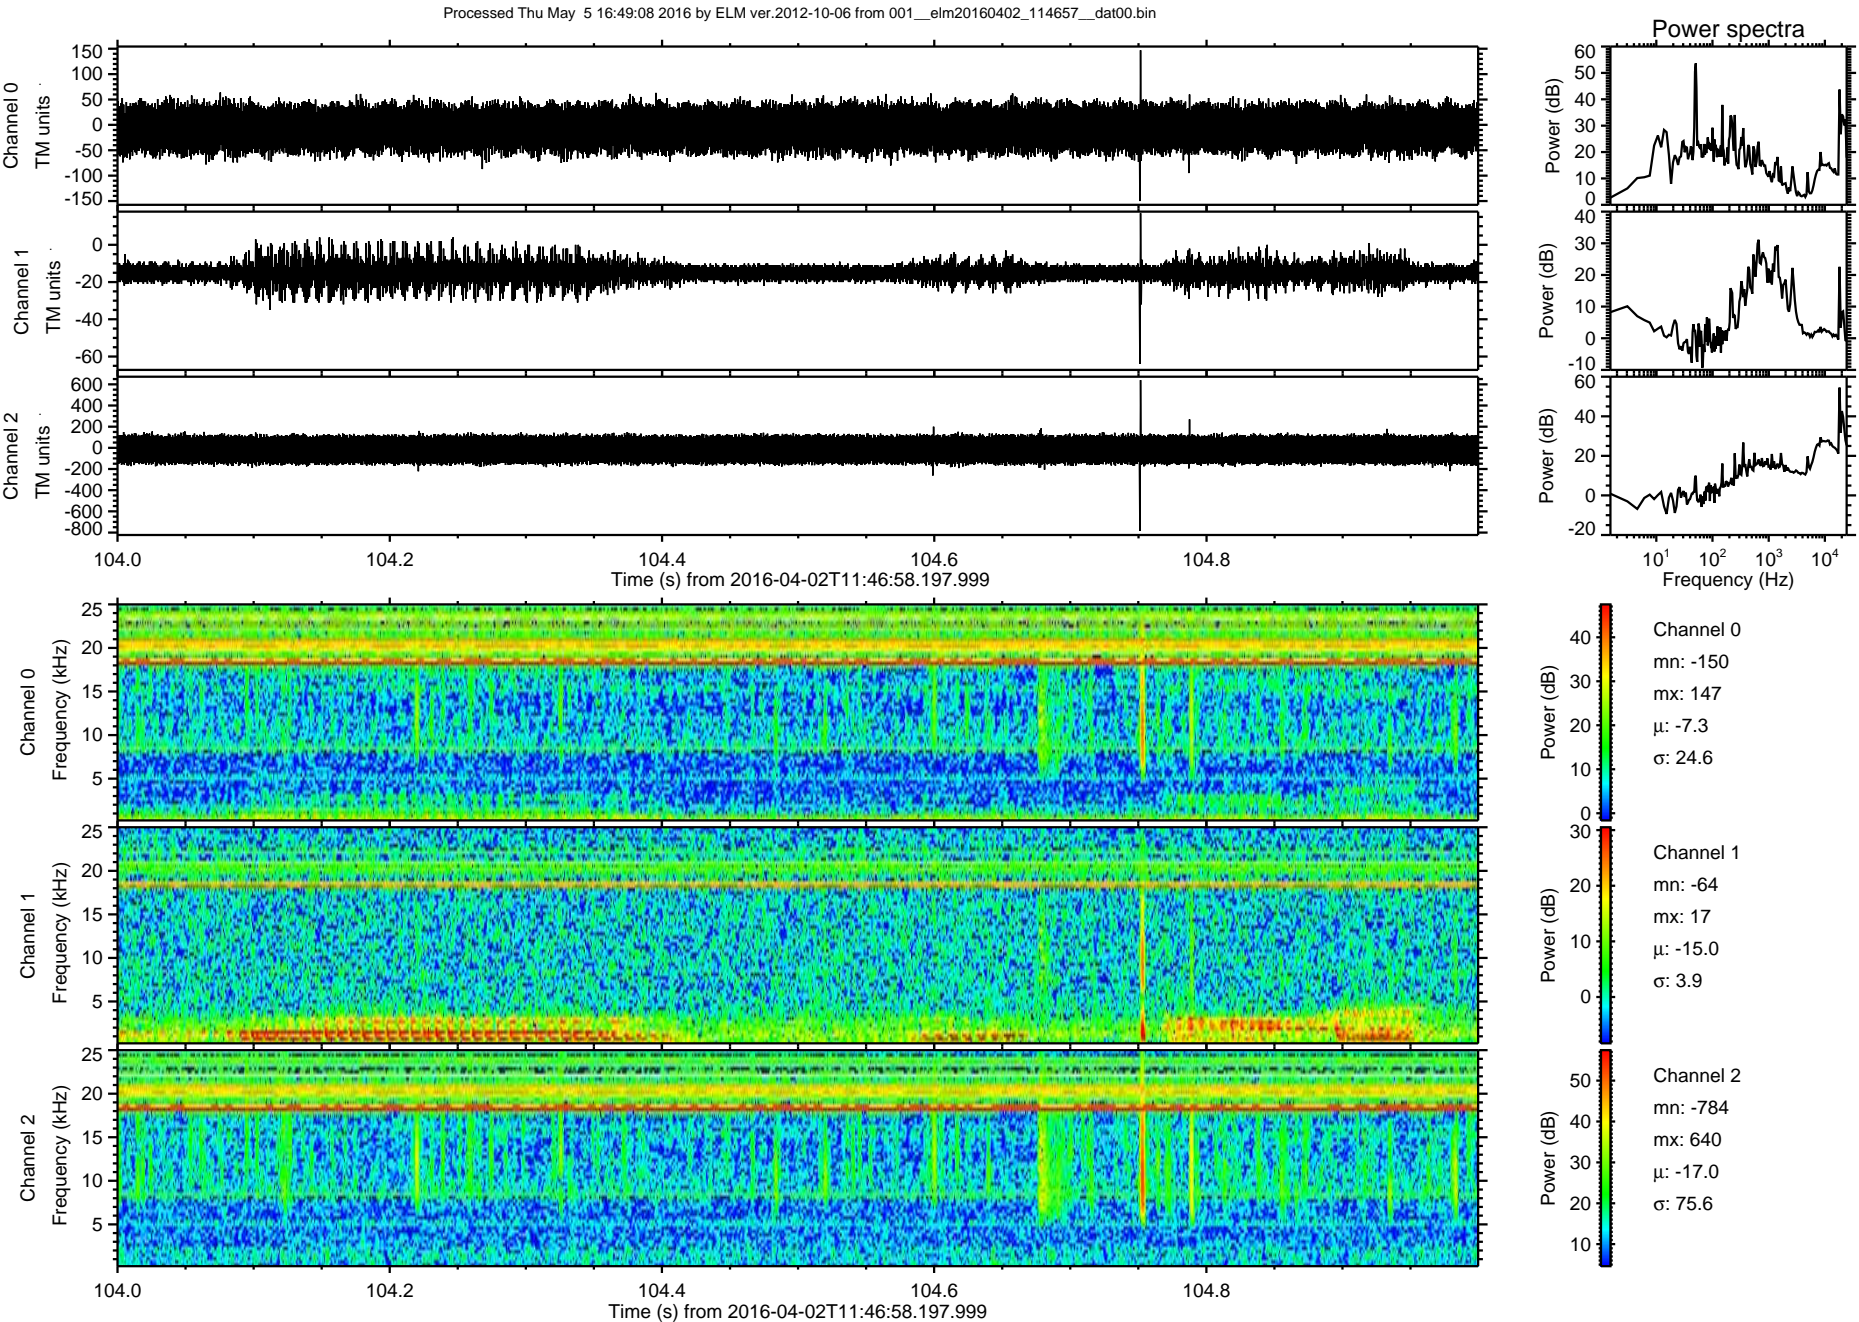 Processed Thu May  5 16:49:08 2016 by ELM ver.2012-10-06 from 001__elm20160402_114657__dat00.bin
Power spectra
Channel 0
TM units
150
100
50
0
-50
-100
-150
Power (dB)
60
50
40
30
20
10
0
Channel 1
TM units
0
-20
-40
-60
Power (dB)
40
30
20
10
0
-10
Channel 2
TM units
600
400
200
0
-200
-400
-600
-800
Power (dB)
60
40
20
0
-20
104.0 104.2 104.4 104.6 104.8
Time (s) from 2016-04-02T11:46:58.197.999
10¹ 10² 10³ 10⁴
Frequency (Hz)
Channel 0
Frequency (kHz)
25
20
15
10
5
Power (dB)
40
30
20
10
0
Channel 0
mn: -150
mx: 147
μ: -7.3
σ: 24.6
Channel 1
Frequency (kHz)
25
20
15
10
5
Power (dB)
30
20
10
0
Channel 1
mn: -64
mx: 17
μ: -15.0
σ: 3.9
Channel 2
Frequency (kHz)
25
20
15
10
5
Power (dB)
50
40
30
20
10
Channel 2
mn: -784
mx: 640
μ: -17.0
σ: 75.6
104.0 104.2 104.4 104.6 104.8
Time (s) from 2016-04-02T11:46:58.197.999